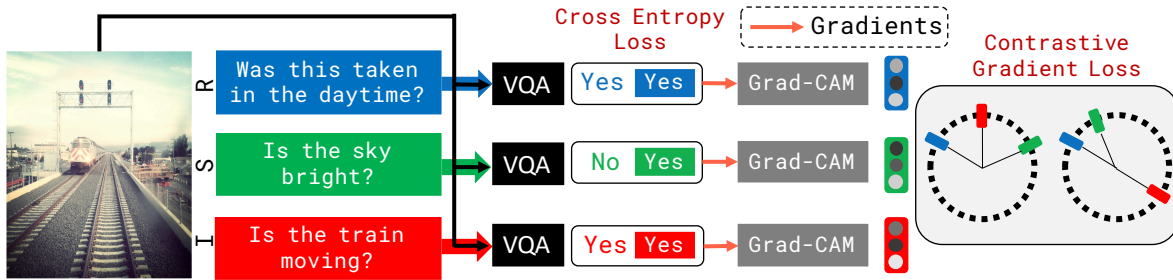 Cross Entropy
Loss
Gradients
Contrastive
Gradient Loss
R
Was this taken
in the daytime?
VQA
Yes Yes
Grad-CAM
S
Is the sky
bright?
VQA
No Yes
Grad-CAM
I
Is the train
moving?
VQA
Yes Yes
Grad-CAM